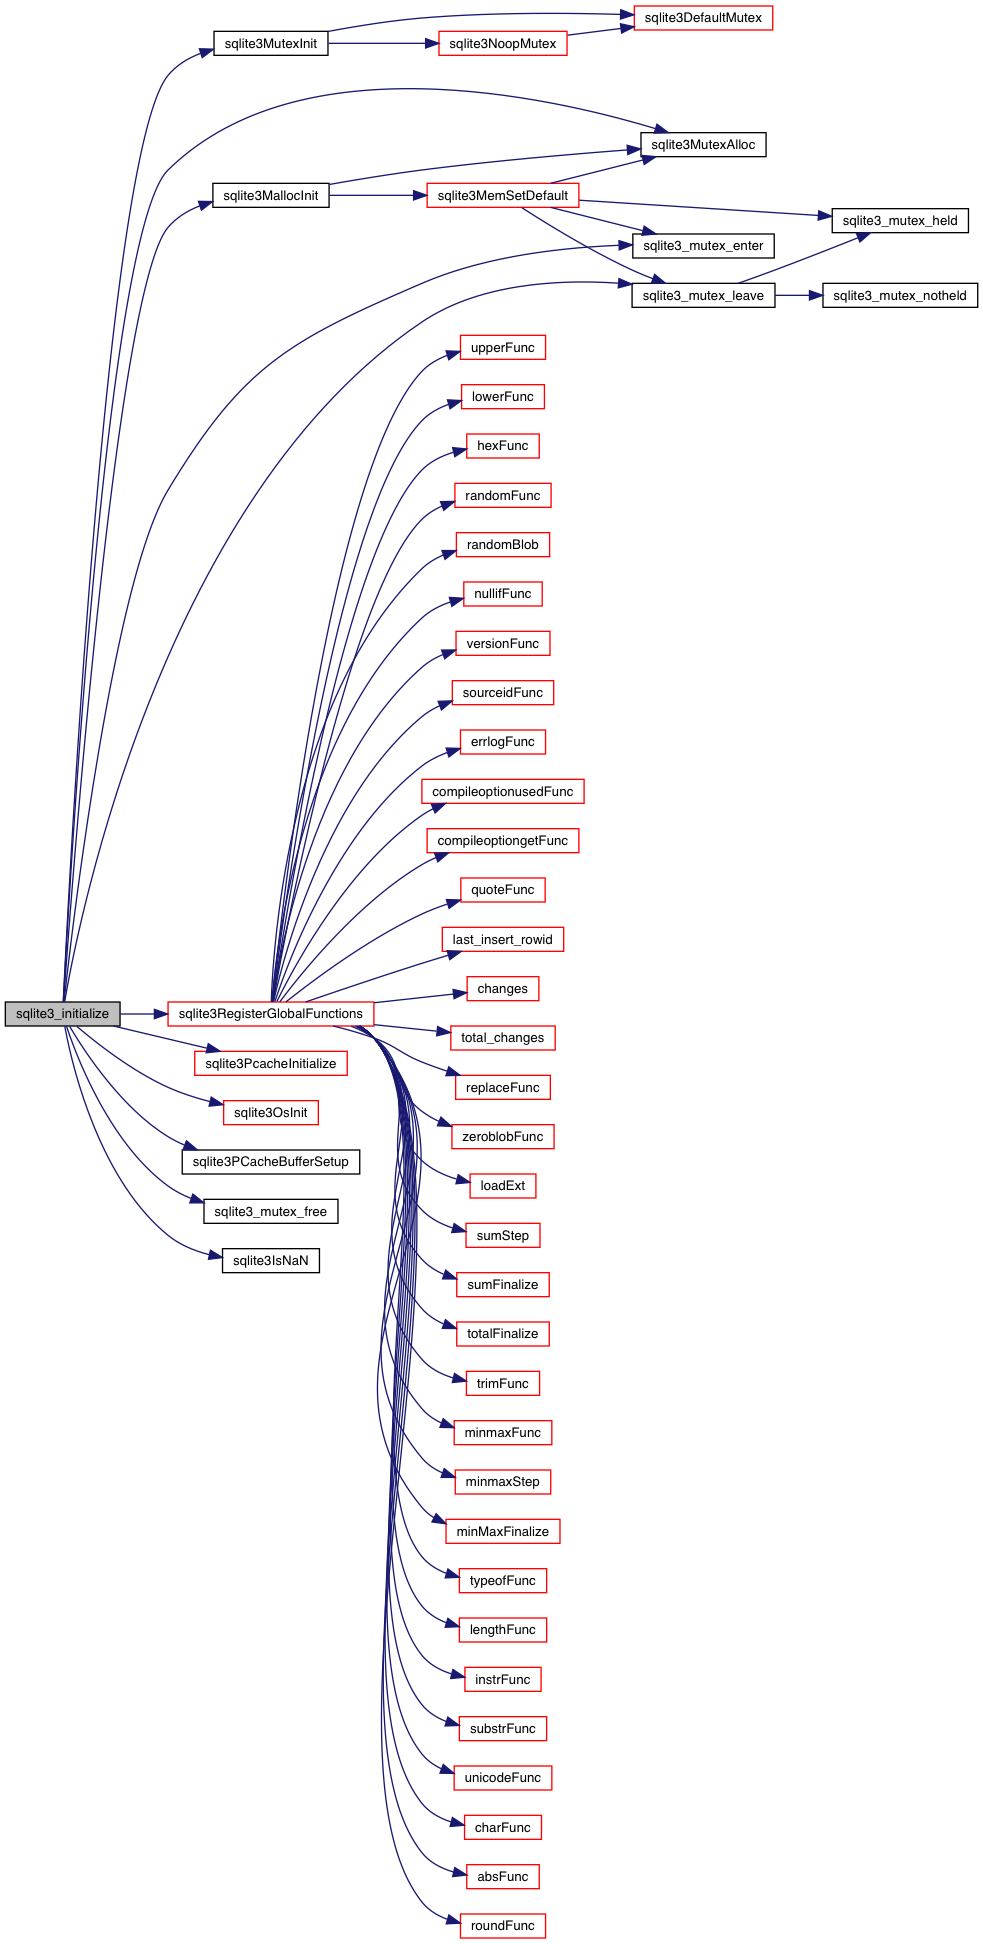 sqlite3DefaultMutex
sqlite3MutexInit
sqlite3NoopMutex
sqlite3MutexAlloc
sqlite3MallocInit
sqlite3MemSetDefault
sqlite3_mutex_held
sqlite3_mutex_enter
sqlite3_mutex_leave
sqlite3_mutex_notheld
upperFunc
lowerFunc
hexFunc
randomFunc
randomBlob
nullifFunc
versionFunc
sourceidFunc
errlogFunc
compileoptionusedFunc
compileoptiongetFunc
quoteFunc
last_insert_rowid
changes
sqlite3_initialize
sqlite3RegisterGlobalFunctions
total_changes
sqlite3PcacheInitialize
replaceFunc
sqlite3OsInit
zeroblobFunc
sqlite3PCacheBufferSetup
loadExt
sqlite3_mutex_free
sumStep
sqlite3IsNaN
sumFinalize
totalFinalize
trimFunc
minmaxFunc
minmaxStep
minMaxFinalize
typeofFunc
lengthFunc
instrFunc
substrFunc
unicodeFunc
charFunc
absFunc
roundFunc